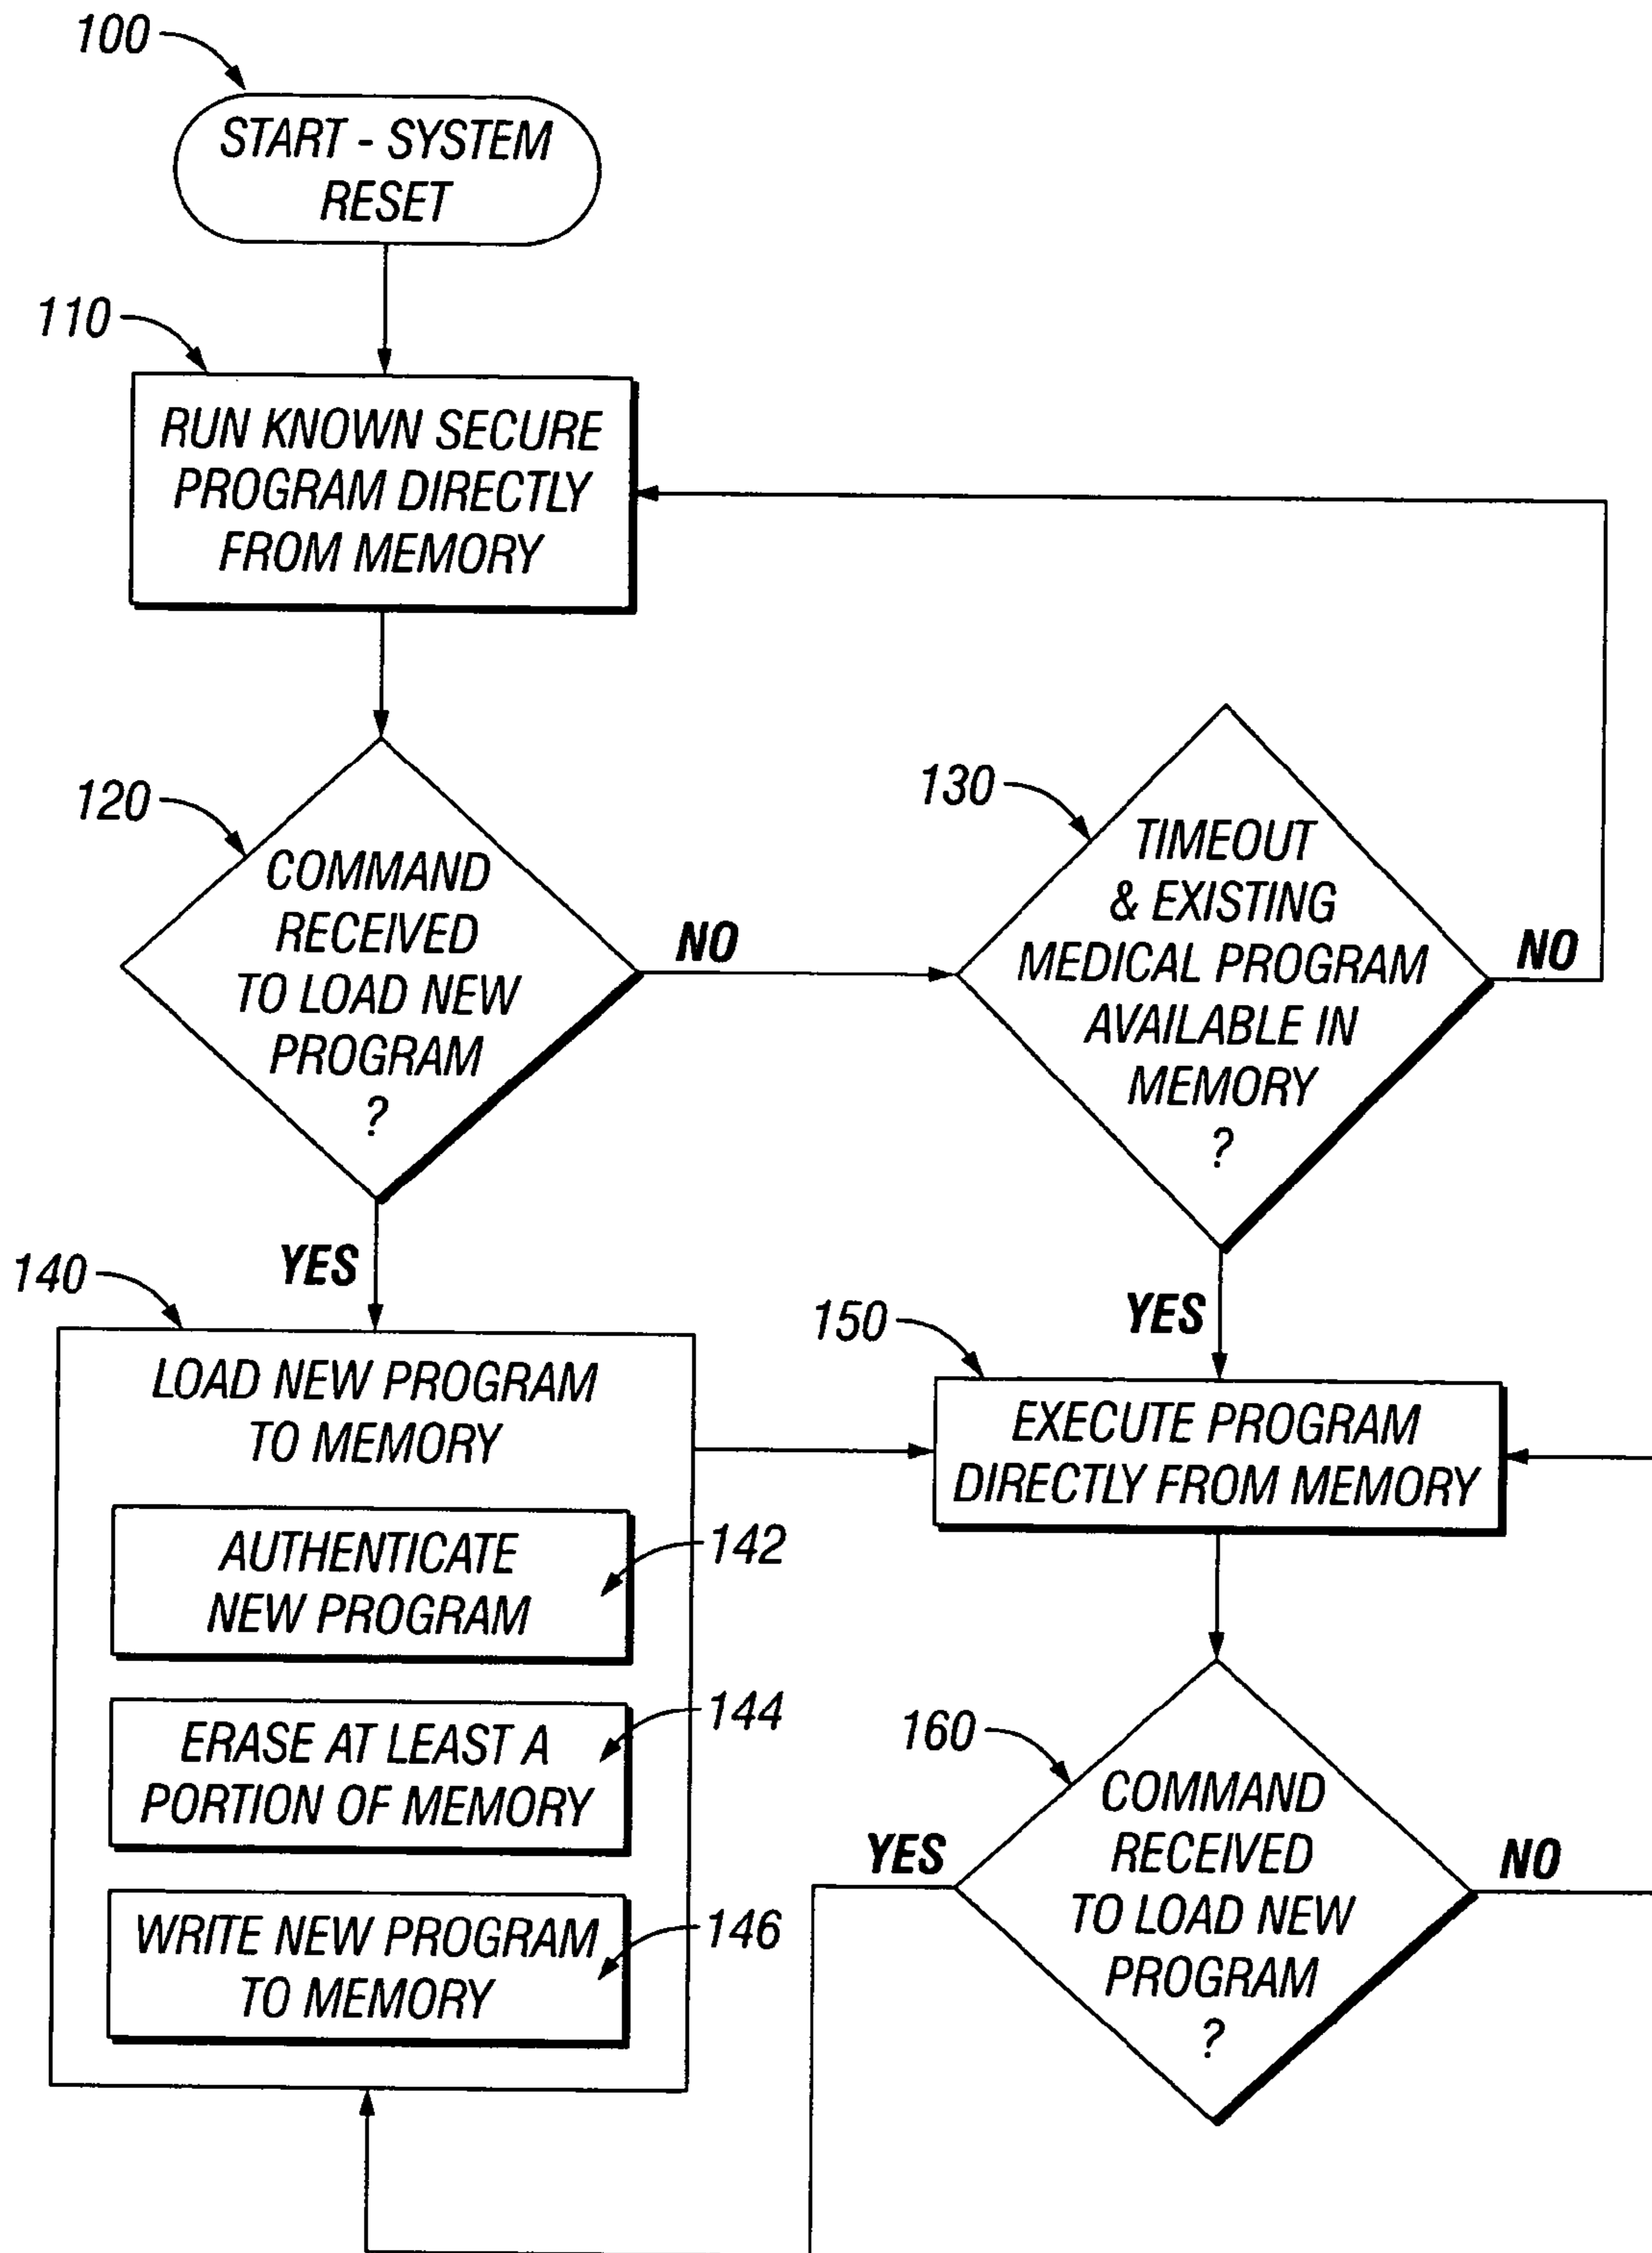 100
START - SYSTEM
RESET
110
RUN KNOWN SECURE
PROGRAM DIRECTLY
FROM MEMORY
120
COMMAND
RECEIVED
TO LOAD NEW
PROGRAM
?
NO
130
TIMEOUT
& EXISTING
MEDICAL PROGRAM
AVAILABLE IN
MEMORY
?
NO
YES
140
LOAD NEW PROGRAM
TO MEMORY
AUTHENTICATE
NEW PROGRAM
142
ERASE AT LEAST A
PORTION OF MEMORY
144
WRITE NEW PROGRAM
TO MEMORY
146
YES
150
EXECUTE PROGRAM
DIRECTLY FROM MEMORY
160
COMMAND
RECEIVED
TO LOAD NEW
PROGRAM
?
YES
NO